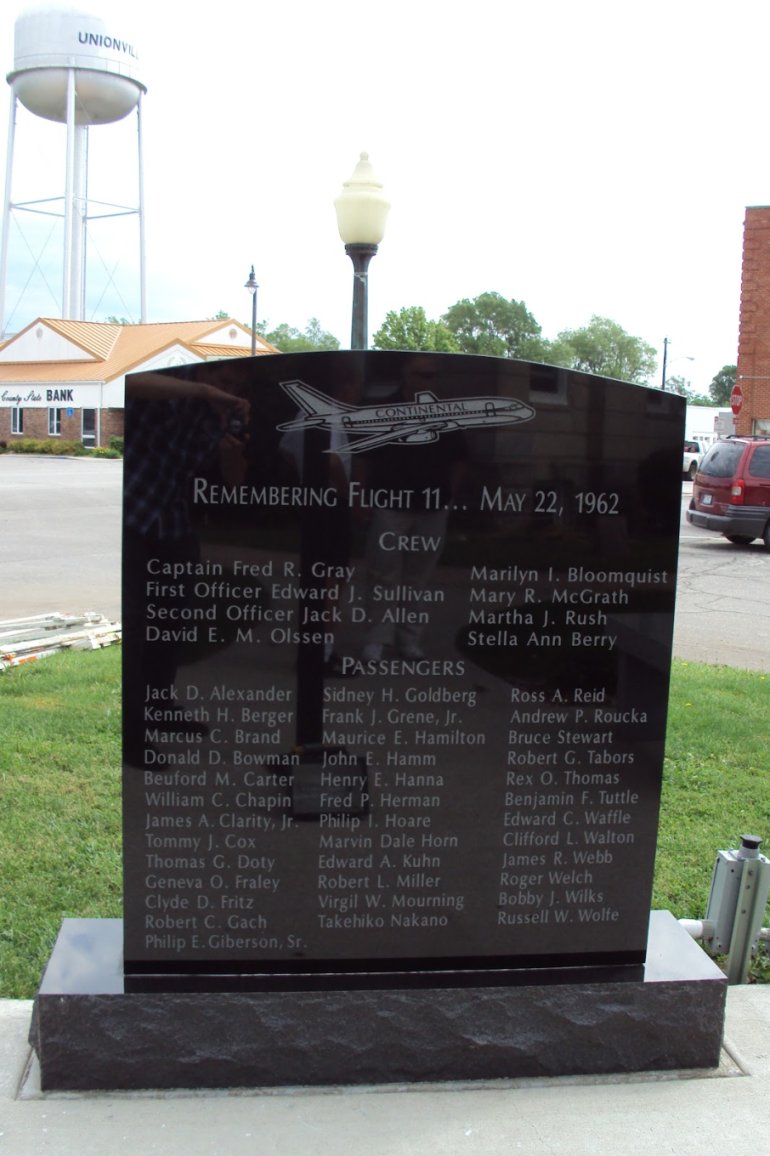 UNIONVIL
County State BANK
STOP
CONTINENTAL
REMEMBERING FLIGHT 11... MAY 22, 1962
CREW
Captain Fred R. Gray
First Officer Edward J. Sullivan
Second Officer Jack D. Allen
David E. M. Olssen
Marilyn I. Bloomquist
Mary R. McGrath
Martha J. Rush
Stella Ann Berry
PASSENGERS
Jack D. Alexander
Kenneth H. Berger
Marcus C. Brand
Donald D. Bowman
Beuford M. Carter
William C. Chapin
James A. Clarity, Jr.
Tommy J. Cox
Thomas G. Doty
Geneva O. Fraley
Clyde D. Fritz
Robert C. Gach
Philip E. Giberson, Sr.
Sidney H. Goldberg
Frank J. Grene, Jr.
Maurice E. Hamilton
John E. Hamm
Henry E. Hanna
Fred P. Herman
Philip T. Hoare
Marvin Dale Horn
Edward A. Kuhn
Robert L. Miller
Virgil W. Mourning
Takehiko Nakano
Ross A. Reid
Andrew P. Roucka
Bruce Stewart
Robert G. Tabors
Rex O. Thomas
Benjamin F. Tuttle
Edward C. Waffle
Clifford L. Walton
James R. Webb
Roger Welch
Bobby J. Wilks
Russell W. Wolfe